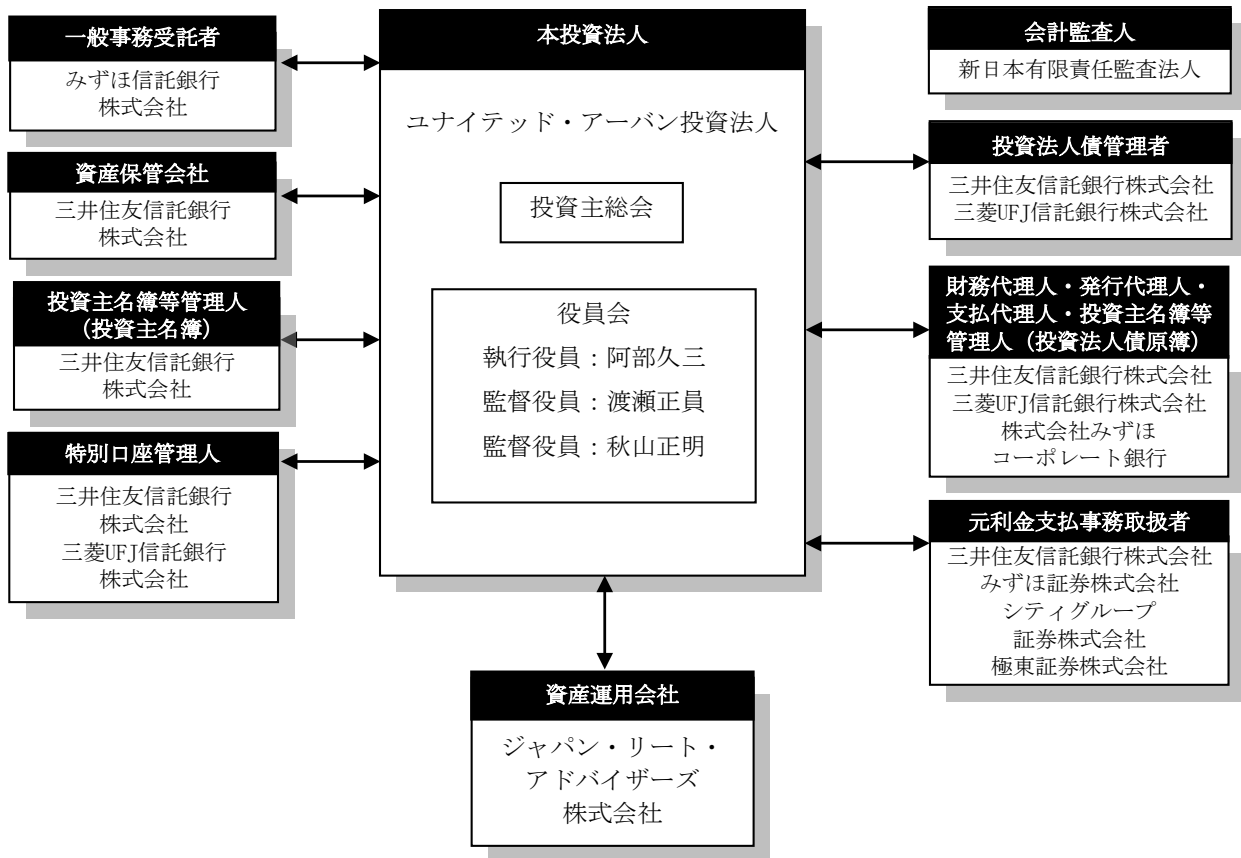 一般事務受託者
みずほ信託銀行
株式会社
資産保管会社
三井住友信託銀行
株式会社
投資主名簿等管理人
（投資主名簿）
三井住友信託銀行
株式会社
特別口座管理人
三井住友信託銀行
株式会社
三菱UFJ信託銀行
株式会社
本投資法人
ユナイテッド・アーバン投資法人
投資主総会
役員会
執行役員：阿部久三
監督役員：渡瀬正員
監督役員：秋山正明
資産運用会社
ジャパン・リート・
アドバイザーズ
株式会社
会計監査人
新日本有限責任監査法人
投資法人債管理者
三井住友信託銀行株式会社
三菱UFJ信託銀行株式会社
財務代理人・発行代理人・
支払代理人・投資主名簿等
管理人（投資法人債原簿）
三井住友信託銀行株式会社
三菱UFJ信託銀行株式会社
株式会社みずほ
コーポレート銀行
元利金支払事務取扱者
三井住友信託銀行株式会社
みずほ証券株式会社
シティグループ
証券株式会社
極東証券株式会社